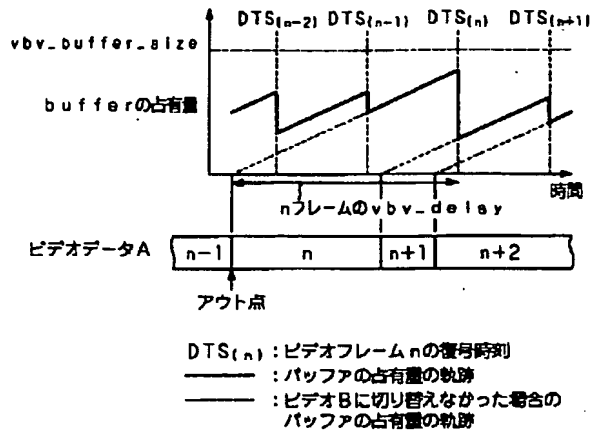 DTS(n-2) DTS(n-1) DTS(n) DTS(n+1)
vbv_buffer_size
bufferの占有量
時間
nフレームのvbv_delay
ビデオデータA
n-1 n n+1 n+2
アウト点
DTS(n):ビデオフレームnの復号時刻
:バッファの占有量の軌跡
:ビデオBに切り替えなかった場合の
バッファの占有量の軌跡